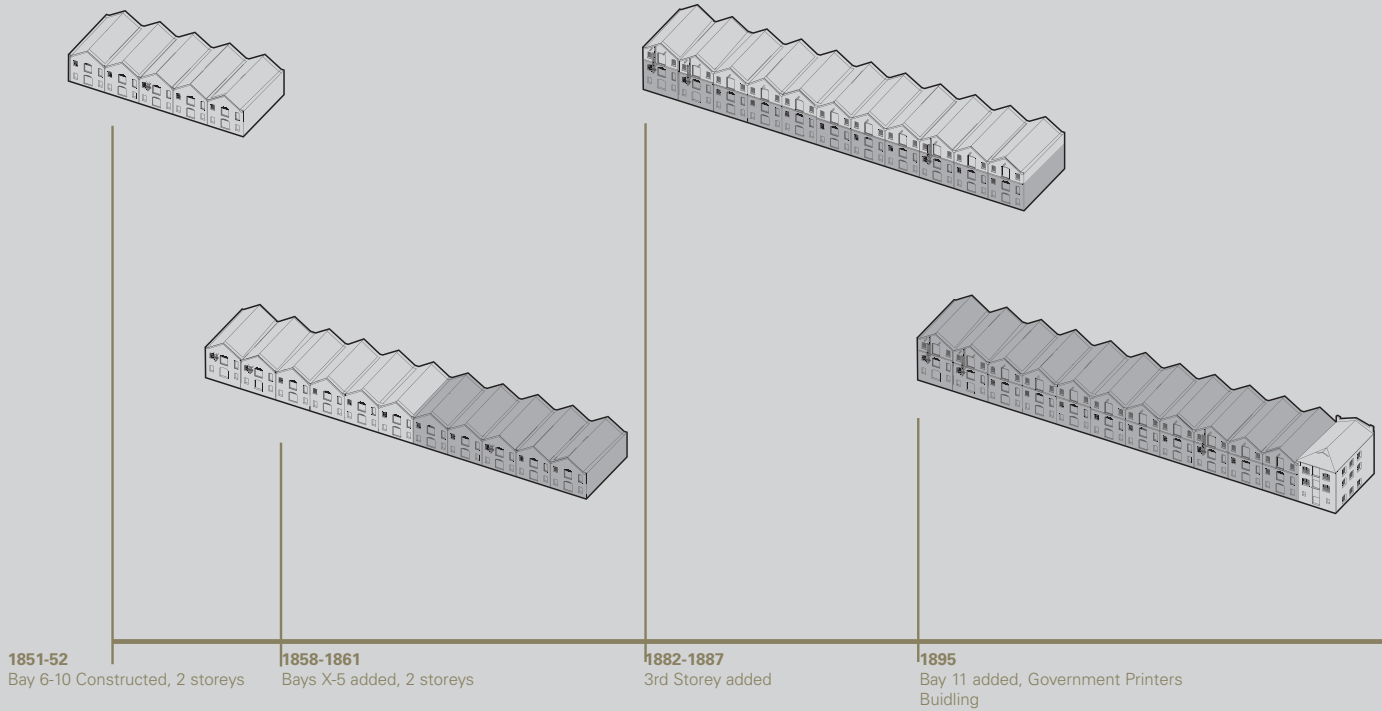 1851-52
Bay 6-10 Constructed, 2 storeys
1858-1861
Bays X-5 added, 2 storeys
1882-1887
3rd Storey added
1895
Bay 11 added, Government Printers
Buidling